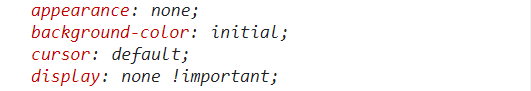 appearance: none;
background-color: initial;
cursor: default;
display: none !important;